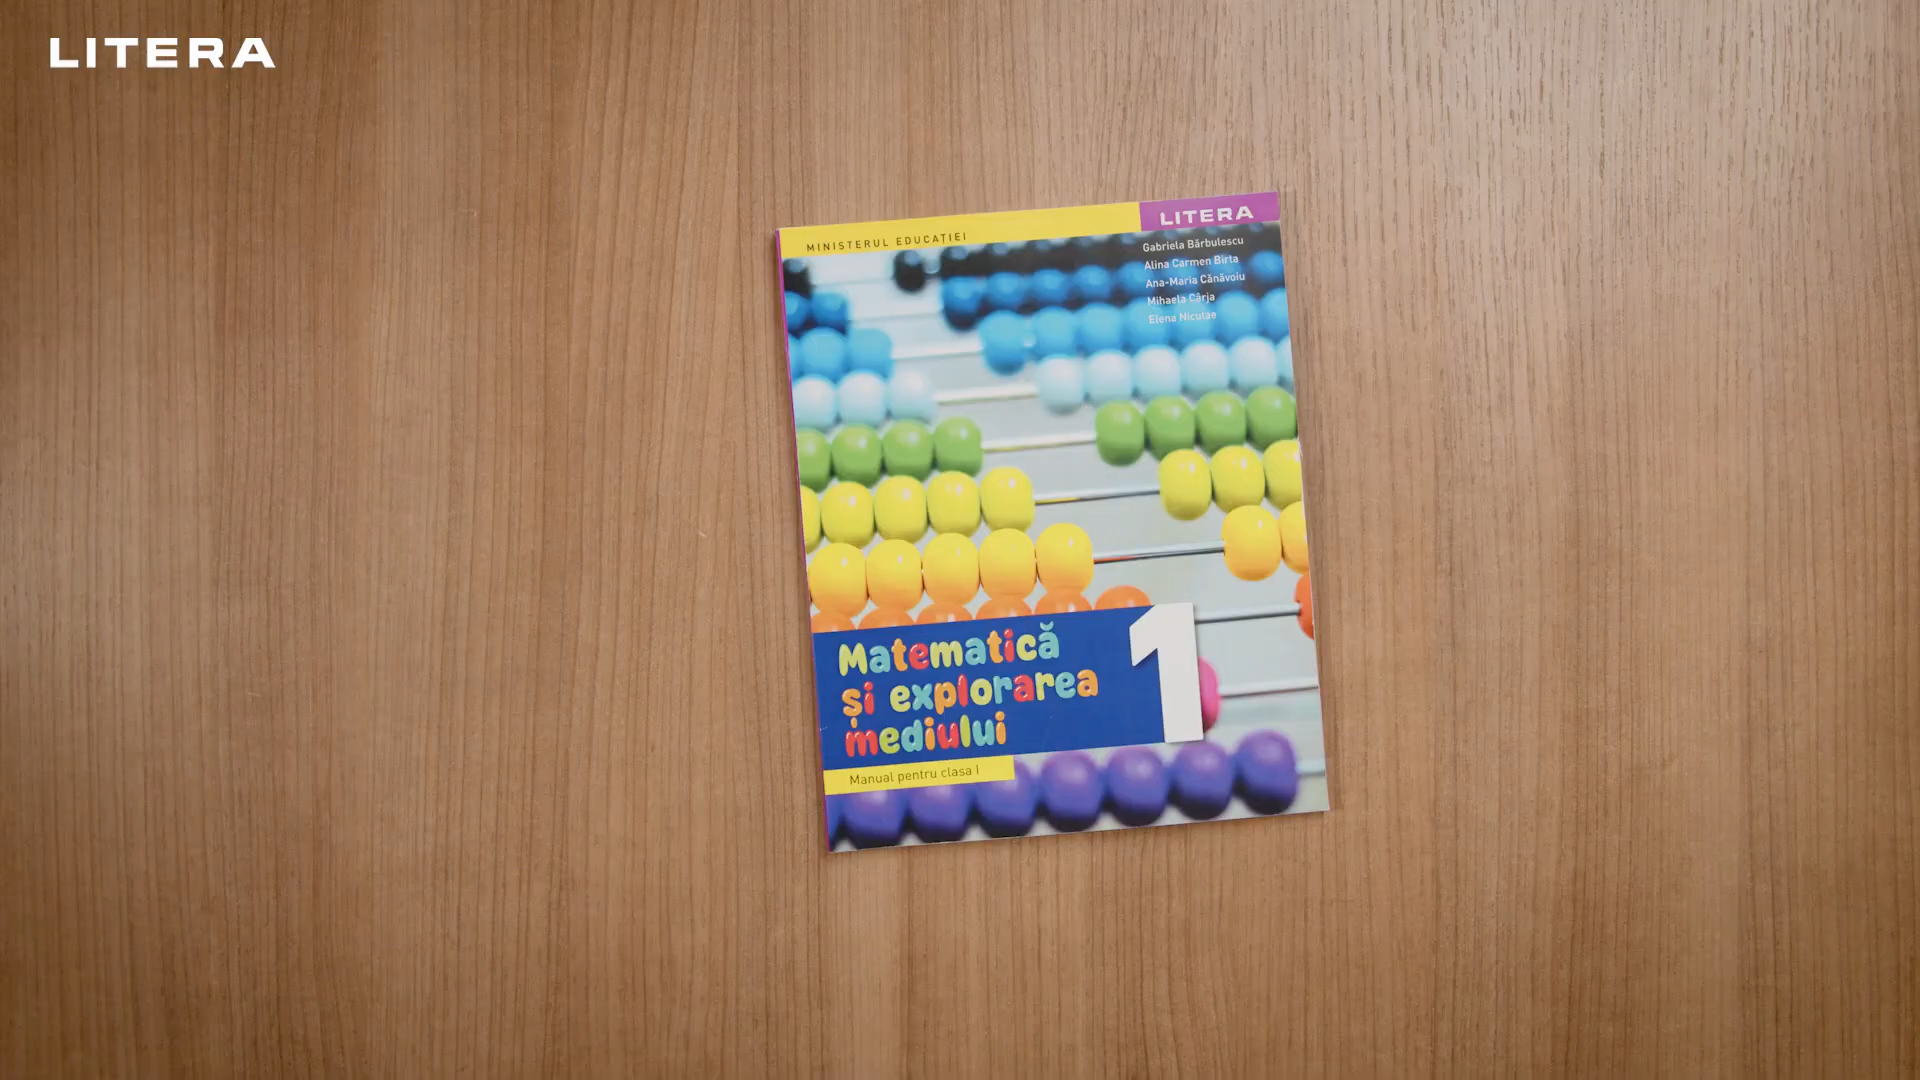 LITERA
MINISTERUL EDUCAȚIEI
LITERA
Gabriela Bărbulescu
Alina Carmen Birta
Ana-Maria Cănăvoiu
Mihaela Cârja
Elena Niculae
Matematică
și explorarea
mediului
1
Manual pentru clasa I